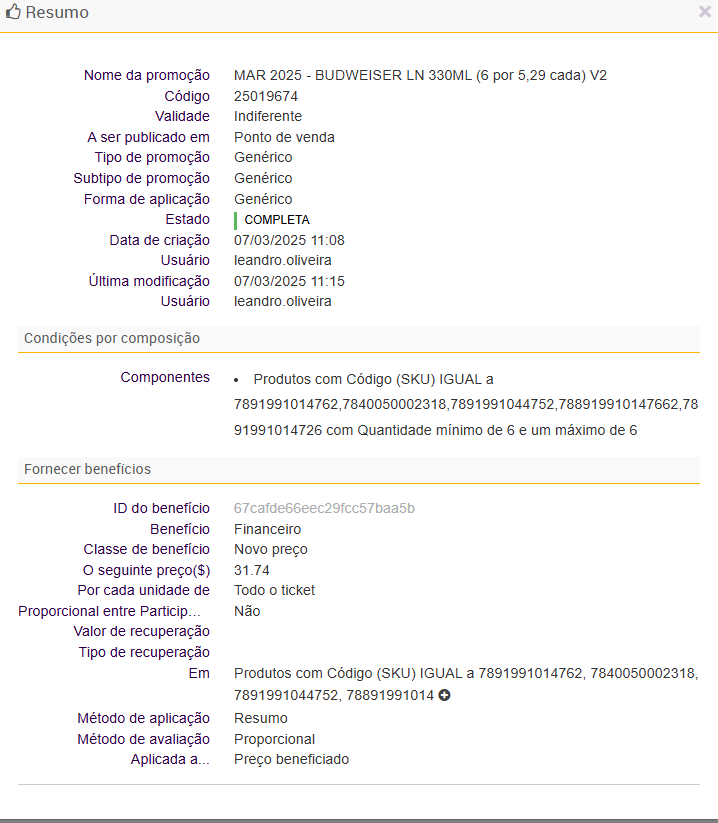 Resumo
Nome da promoção MAR 2025 - BUDWEISER LN 330ML (6 por 5,29 cada) V2
Código 25019674
Validade Indiferente
A ser publicado em Ponto de venda
Tipo de promoção Genérico
Subtipo de promoção Genérico
Forma de aplicação Genérico
Estado COMPLETA
Data de criação 07/03/2025 11:08
Usuário leandro.oliveira
Última modificação 07/03/2025 11:15
Usuário leandro.oliveira
Condições por composição
Componentes • Produtos com Código (SKU) IGUAL a
7891991014762,7840050002318,7891991044752,788919910147662,78
91991014726 com Quantidade mínimo de 6 e um máximo de 6
Fornecer benefícios
ID do benefício 67cafde66eec29fcc57baa5b
Benefício Financeiro
Classe de benefício Novo preço
O seguinte preço($) 31.74
Por cada unidade de Todo o ticket
Proporcional entre Particip... Não
Valor de recuperação
Tipo de recuperação
Em Produtos com Código (SKU) IGUAL a 7891991014762, 7840050002318,
7891991044752, 78891991014
Método de aplicação Resumo
Método de avaliação Proporcional
Aplicada a... Preço beneficiado